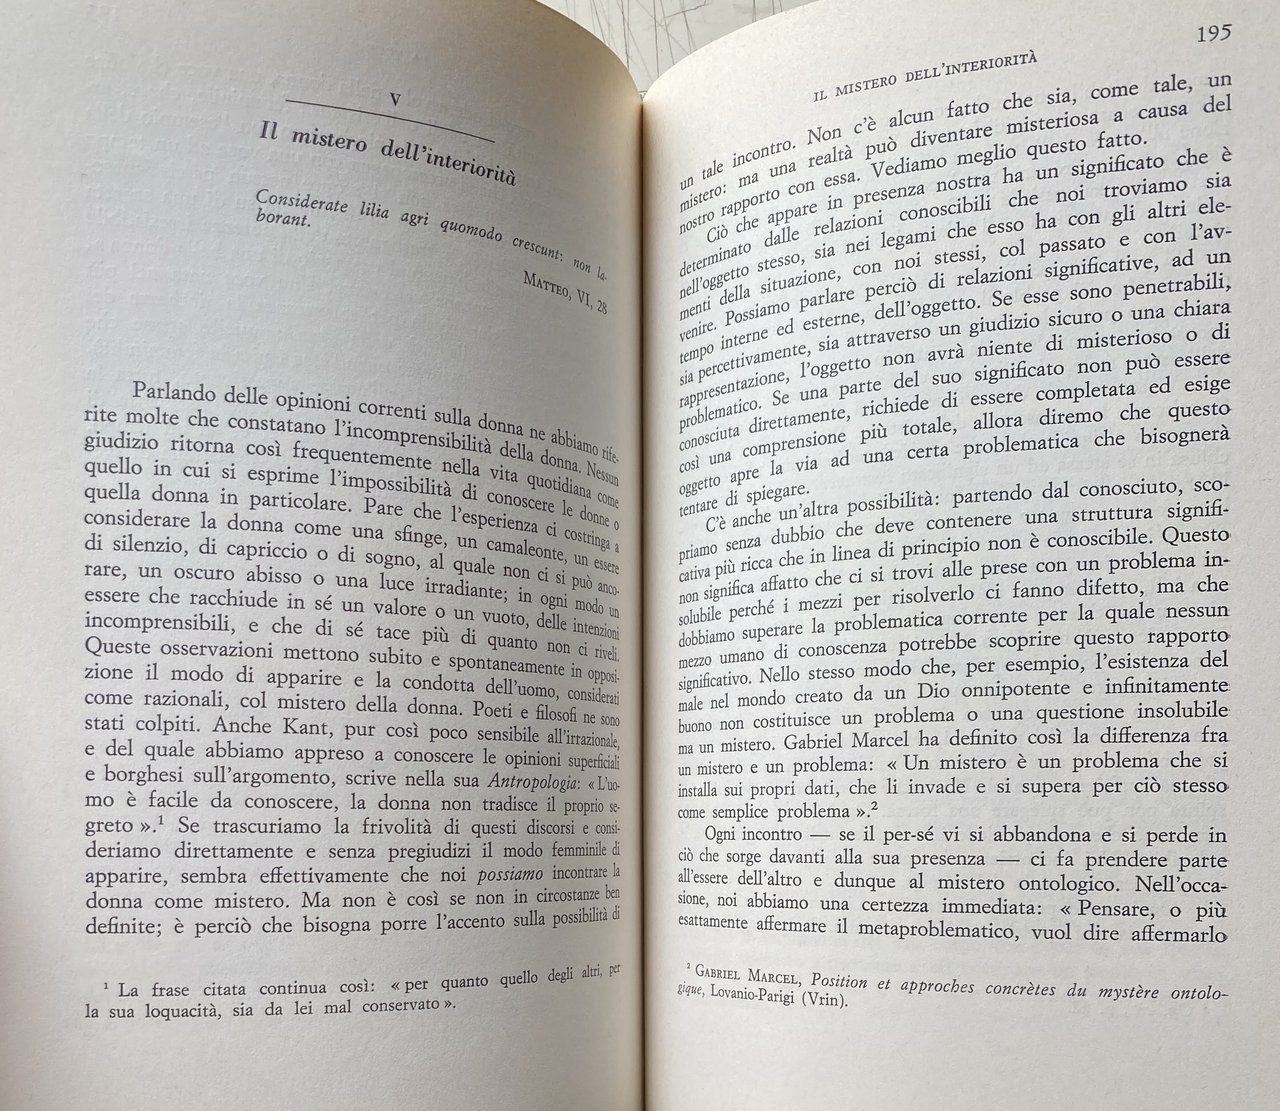 V
Il mistero dell'interiorità
Considerate lilia agri quomodo crescunt: non la-
borant.
MATTEO, VI, 28
Parlando delle opinioni correnti sulla donna ne abbiamo rife-
rite molte che constatano l'incomprensibilità della donna. Nessun
giudizio ritorna così frequentemente nella vita quotidiana come
quello in cui si esprime l'impossibilità di conoscere le donne o
quella donna in particolare. Pare che l'esperienza ci costringa a
considerare la donna come una sfinge, un camaleonte, un essere
di silenzio, di capriccio o di sogno, al quale non ci si può anco-
rare, un oscuro abisso o una luce irradiante; in ogni modo un
essere che racchiude in sé un valore o un vuoto, delle intenzioni
incomprensibili, e che di sé tace più di quanto non ci riveli.
Queste osservazioni mettono subito e spontaneamente in opposi-
zione il modo di apparire e la condotta dell'uomo, considerati
come razionali, col mistero della donna. Poeti e filosofi ne sono
stati colpiti. Anche Kant, pur così poco sensibile all'irrazionale,
e del quale abbiamo appreso a conoscere le opinioni superficiali
e borghesi sull'argomento, scrive nella sua Antropologia: « L'uo-
mo è facile da conoscere, la donna non tradisce il proprio se-
greto ».¹ Se trascuriamo la frivolità di questi discorsi e consi-
deriamo direttamente e senza pregiudizi il modo femminile di
apparire, sembra effettivamente che noi possiamo incontrare la
donna come mistero. Ma non è così se non in circostanze ben
definite; è perciò che bisogna porre l'accento sulla possibilità di
¹ La frase citata continua così: « per quanto quello degli altri, per
la sua loquacità, sia da lei mal conservato ».
195
IL MISTERO DELL'INTERIORITÀ
un tale incontro. Non c'è alcun fatto che sia, come tale, un
mistero: ma una realtà può diventare misteriosa a causa del
nostro rapporto con essa. Vediamo meglio questo fatto.
Ciò che appare in presenza nostra ha un significato che è
determinato dalle relazioni conoscibili che noi troviamo sia
nell'oggetto stesso, sia nei legami che esso ha con gli altri ele-
menti della situazione, con noi stessi, col passato e con l'av-
venire. Possiamo parlare perciò di relazioni significative, ad un
tempo interne ed esterne, dell'oggetto. Se esse sono penetrabili,
sia percettivamente, sia attraverso un giudizio sicuro o una chiara
rappresentazione, l'oggetto non avrà niente di misterioso o di
problematico. Se una parte del suo significato non può essere
conosciuta direttamente, richiede di essere completata ed esige
così una comprensione più totale, allora diremo che questo
oggetto apre la via ad una certa problematica che bisognerà
tentare di spiegare.
C'è anche un'altra possibilità: partendo dal conosciuto, sco-
priamo senza dubbio che deve contenere una struttura signifi-
cativa più ricca che in linea di principio non è conoscibile. Questo
non significa affatto che ci si trovi alle prese con un problema in-
solubile perché i mezzi per risolverlo ci fanno difetto, ma che
dobbiamo superare la problematica corrente per la quale nessun
mezzo umano di conoscenza potrebbe scoprire questo rapporto
significativo. Nello stesso modo che, per esempio, l'esistenza del
male nel mondo creato da un Dio onnipotente e infinitamente
buono non costituisce un problema o una questione insolubile
ma un mistero. Gabriel Marcel ha definito così la differenza fra
un mistero e un problema: « Un mistero è un problema che si
installa sui propri dati, che li invade e si supera per ciò stesso
come semplice problema ».²
Ogni incontro — se il per-sé vi si abbandona e si perde in
ciò che sorge davanti alla sua presenza — ci fa prendere parte
all'essere dell'altro e dunque al mistero ontologico. Nell'occa-
sione, noi abbiamo una certezza immediata: « Pensare, o più
esattamente affermare il metaproblematico, vuol dire affermarlo
² GABRIEL MARCEL, Position et approches concrètes du mystère ontolo-
gique, Lovanio-Parigi (Vrin).